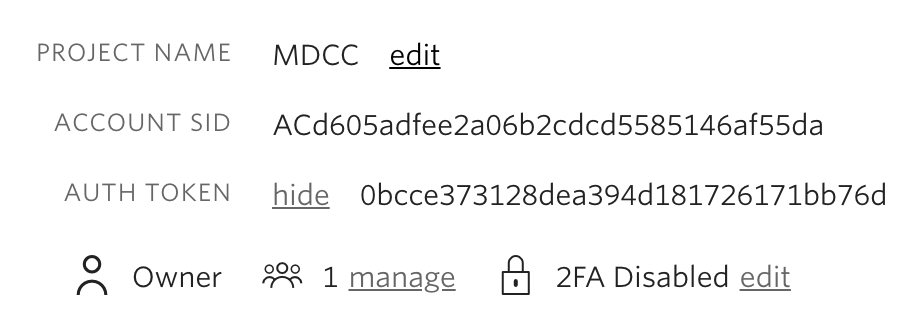 PROJECT NAME MDCC edit
ACCOUNT SID ACd605adfee2a06b2cdcd5585146af55da
AUTH TOKEN hide 0bcce373128dea394d181726171bb76d
Owner 1 manage 2FA Disabled edit